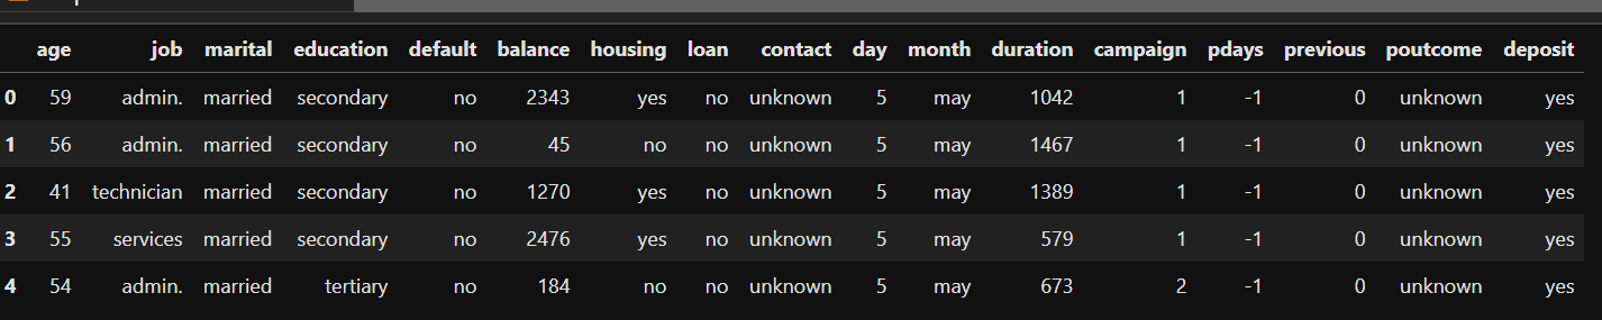 age job marital education default balance housing loan contact day month duration campaign pdays previous poutcome deposit
0 59 admin. married secondary no 2343 yes no unknown 5 may 1042 1 -1 0 unknown yes
1 56 admin. married secondary no 45 no no unknown 5 may 1467 1 -1 0 unknown yes
2 41 technician married secondary no 1270 yes no unknown 5 may 1389 1 -1 0 unknown yes
3 55 services married secondary no 2476 yes no unknown 5 may 579 1 -1 0 unknown yes
4 54 admin. married tertiary no 184 no no unknown 5 may 673 2 -1 0 unknown yes